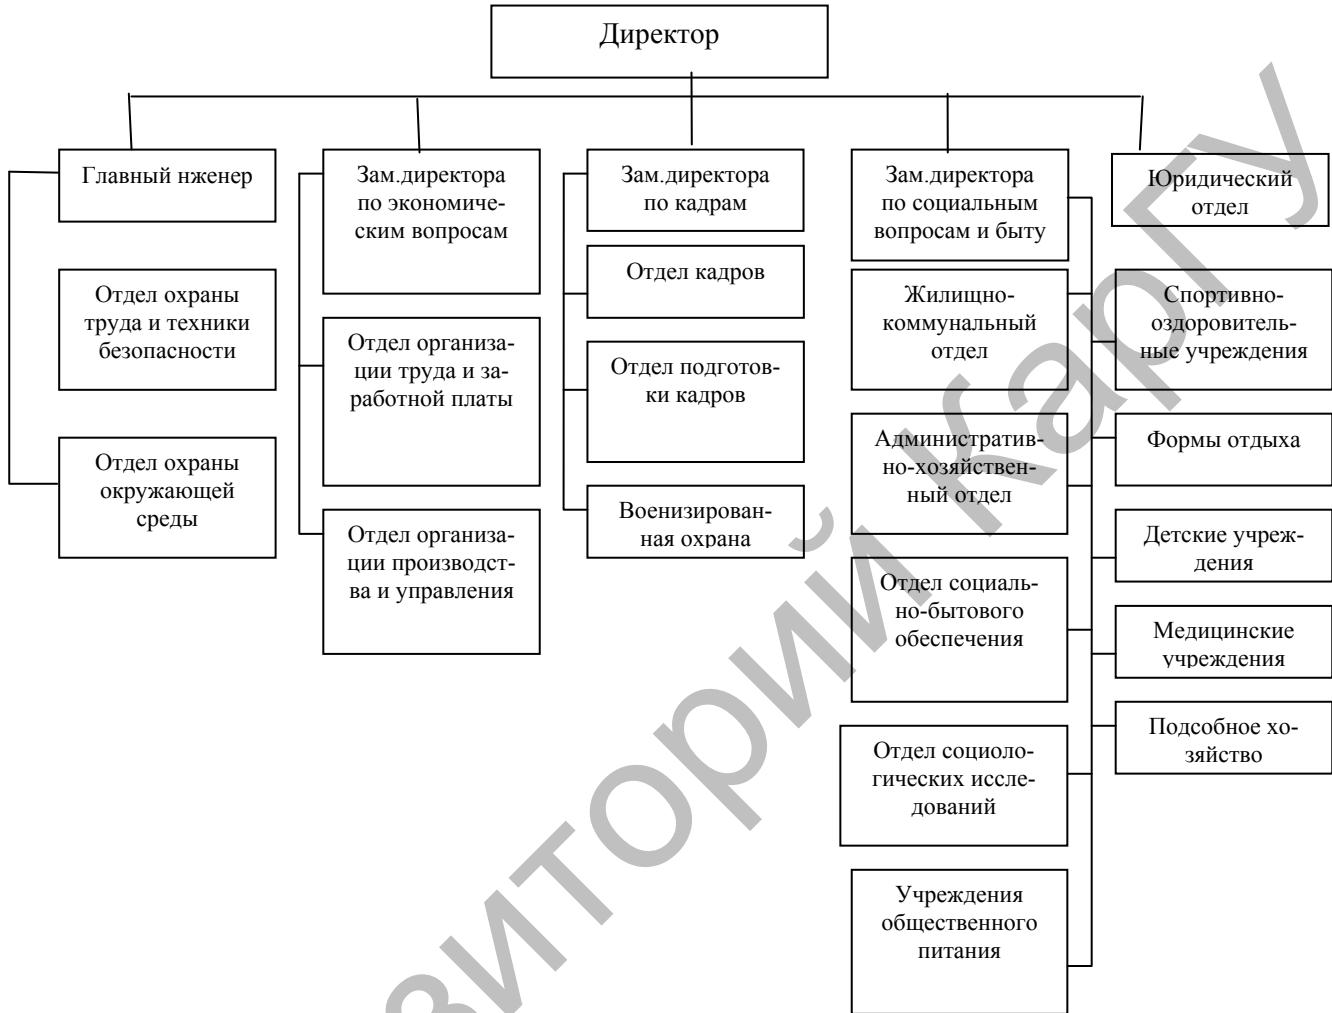 Директор
Главный нженер
Отдел охраны
труда и техники
безопасности
Отдел охраны
окружающей
среды
Зам.директора
по экономиче-
ским вопросам
Отдел организа-
ции труда и за-
работной платы
Отдел организа-
ции производст-
ва и управления
Зам.директора
по кадрам
Отдел кадров
Отдел подготов-
ки кадров
Военизирован-
ная охрана
Зам.директора
по социальным
вопросам и быту
Жилищно-
коммунальный
отдел
Административ-
но-хозяйствен-
ный отдел
Отдел социаль-
но-бытового
обеспечения
Отдел социоло-
гических иссле-
дований
Учреждения
общественного
питания
Юридический
отдел
Спортивно-
оздоровитель-
ные учреждения
Формы отдыха
Детские учреж-
дения
Медицинские
учреждения
Подсобное хо-
зяйство
зиторий КарГУ